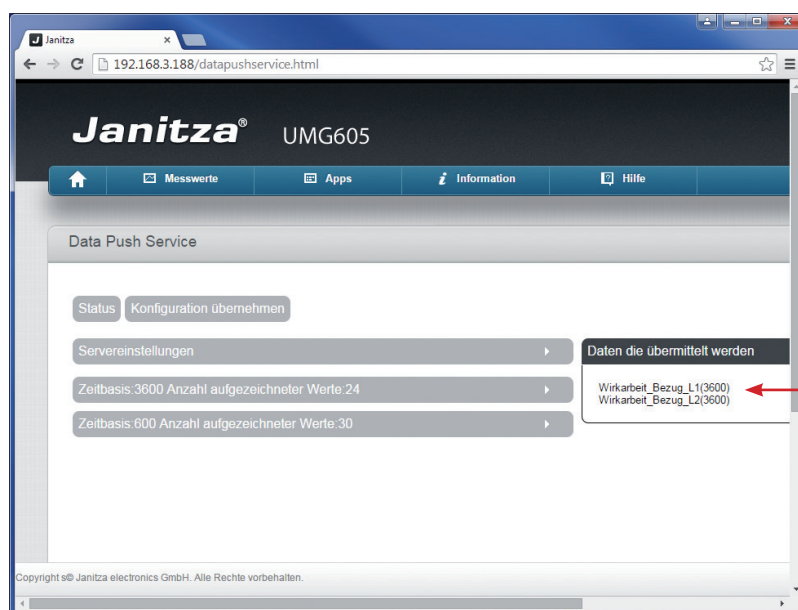 Janitza
192.168.3.188/datapushservice.html
Janitza® UMG605
Messwerte Apps Information Hilfe
Data Push Service
Status Konfiguration übernehmen
Servereinstellungen
Zeitbasis:3600 Anzahl aufgezeichneter Werte:24
Zeitbasis:600 Anzahl aufgezeichneter Werte:30
Daten die übermittelt werden
Wirkarbeit_Bezug_L1(3600)
Wirkarbeit_Bezug_L2(3600)
Copyright s© Janitza electronics GmbH. Alle Rechte vorbehalten.